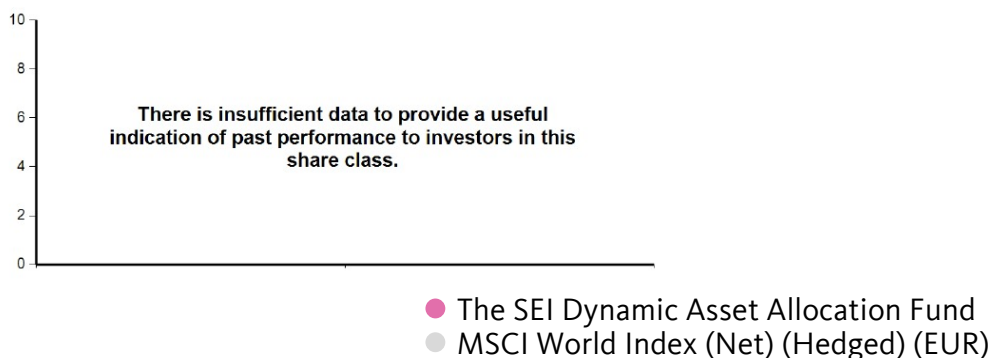 10
8
There is insufficient data to provide a useful
6
indication of past performance to investors in this
share class.
4
2
0
The SEI Dynamic Asset Allocation Fund
MSCI World Index (Net) (Hedged) (EUR)